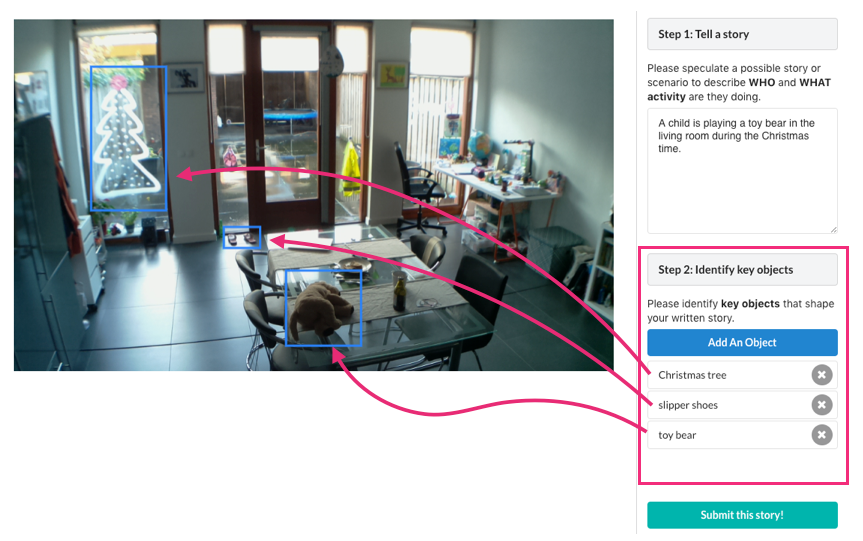 Step 1: Tell a story
Please speculate a possible story or
scenario to describe WHO and WHAT
activity are they doing.
A child is playing a toy bear in the
living room during the Christmas
time.
Step 2: Identify key objects
Please identify key objects that shape
your written story.
Add An Object
Christmas tree
slipper shoes
toy bear
Submit this story!